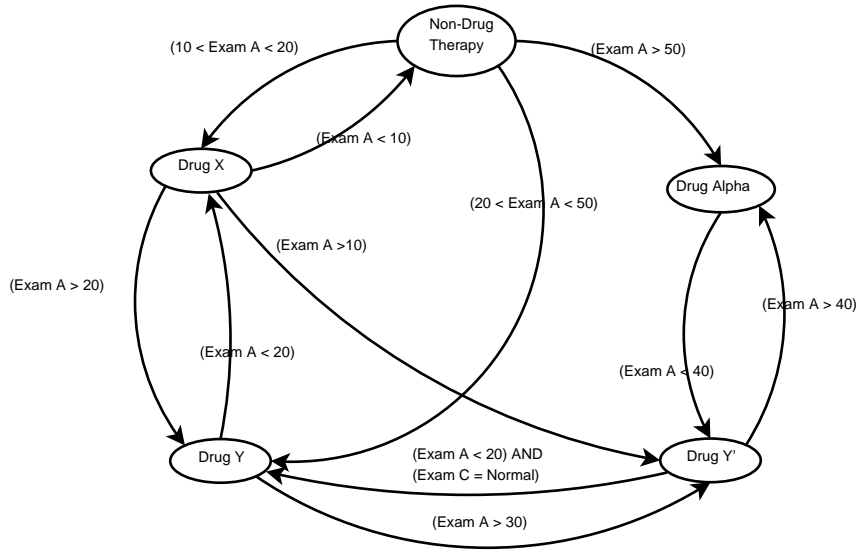 Non-Drug
Therapy
(10 < Exam A < 20)
(Exam A > 50)
(Exam A < 10)
Drug X
Drug Alpha
(20 < Exam A < 50)
(Exam A >10)
(Exam A > 20)
(Exam A > 40)
(Exam A < 20)
(Exam A < 40)
Drug Y
(Exam A < 20) AND
(Exam C = Normal)
Drug Y'
(Exam A > 30)